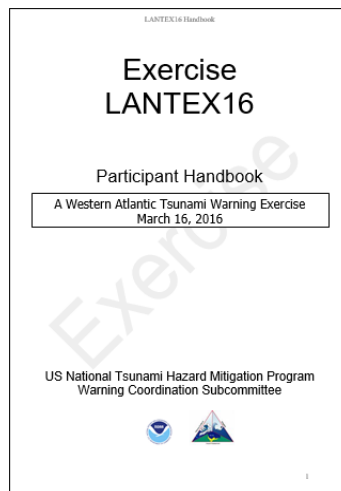 LANTEX16 Handbook
Exercise
LANTEX16
Participant Handbook
A Western Atlantic Tsunami Warning Exercise
March 16, 2016
Exercise
US National Tsunami Hazard Mitigation Program
Warning Coordination Subcommittee
1